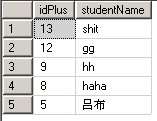 idPlus studentName
1 13 shit
2 12 gg
3 9 hh
4 8 haha
5 5 吕布